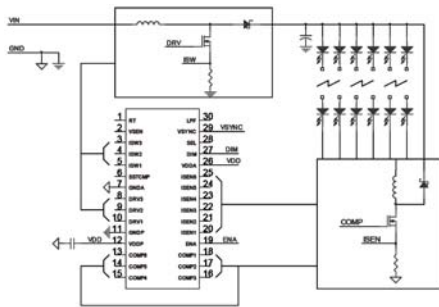 VIN
GND
DRV
ISW
1 RT LPF 30
2 VSEN VSYNC 29 VSYNC
3 ISW3 SEL 28
4 ISW2 DIM 27 DIM
5 ISW1 VDDA 26 VDD
6 SSTCMP ISEN6 25
7 GNDA ISEN5 24
8 DRV3 ISEN4 23
9 DRV2 ISEN3 22
10 DRV1 ISEN2 21
11 GNDP ISEN1 20
VDD 12 VDDP ENA 19 ENA
13 COMP6 COMP1 18
14 COMP5 COMP2 17
15 COMP4 COMP3 16
COMP
ISEN